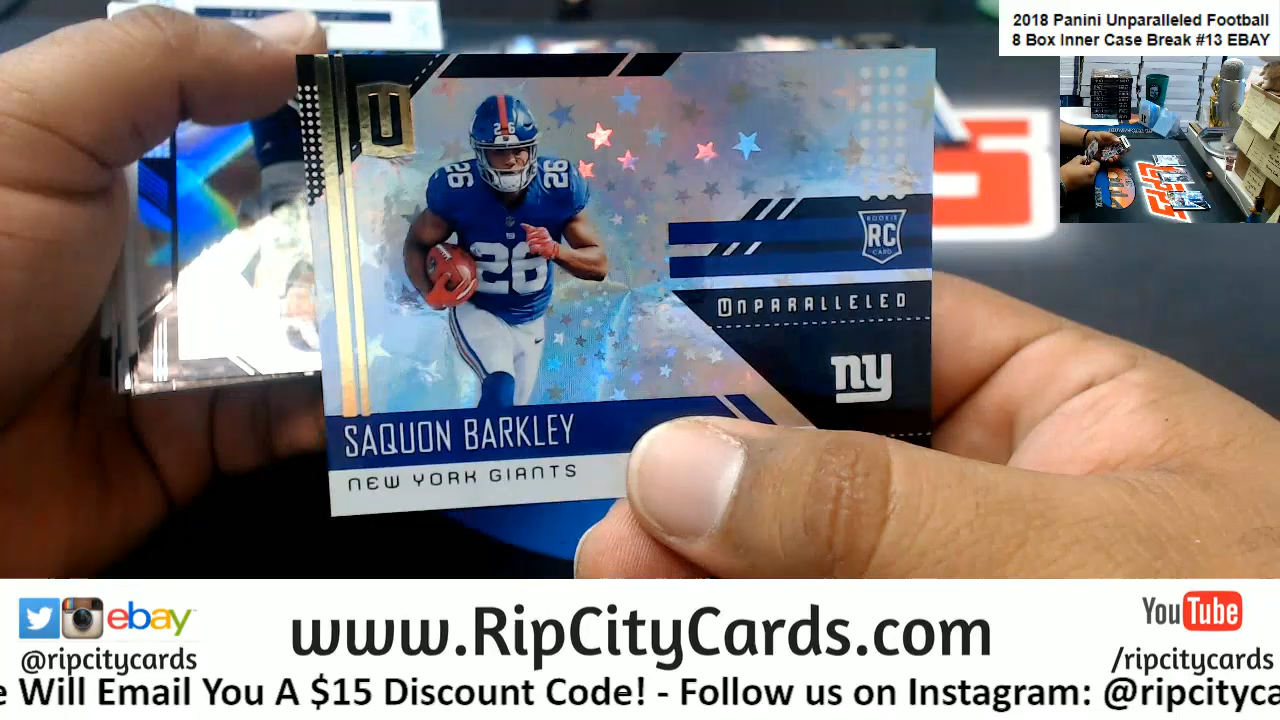 2018 Panini Unparalleled Football
8 Box Inner Case Break #13 EBAY
U
26
26
26
26
ROOKIE
RC
CARD
UNPARALLELED
ny
SAQUON BARKLEY
NEW YORK GIANTS
ebay
@ripcitycards
www.RipCityCards.com
YouTube
/ripcitycards
e Will Email You A $15 Discount Code! - Follow us on Instagram: @ripcityca